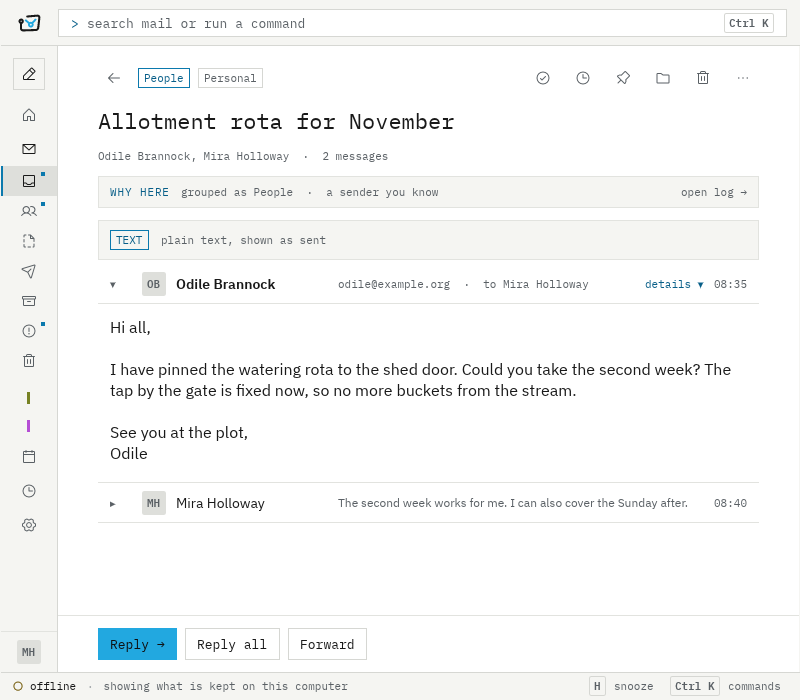 > search mail or run a command Ctrl K
People Personal ...
Allotment rota for November
Odile Brannock, Mira Holloway · 2 messages
WHY HERE grouped as People · a sender you know open log →
TEXT plain text, shown as sent
▾ OB Odile Brannock odile@example.org · to Mira Holloway details ▾ 08:35
Hi all,
I have pinned the watering rota to the shed door. Could you take the second week? The
tap by the gate is fixed now, so no more buckets from the stream.
See you at the plot,
Odile
▸ MH Mira Holloway The second week works for me. I can also cover the Sunday after. 08:40
Reply → Reply all Forward
MH
offline · showing what is kept on this computer H snooze Ctrl K commands